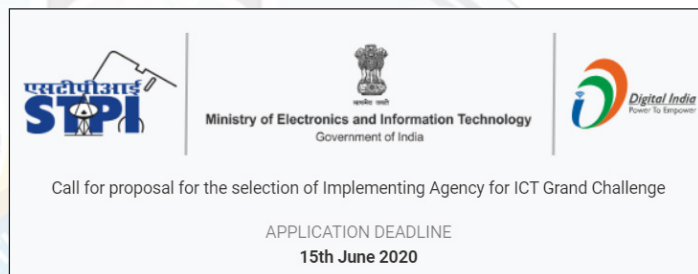 एसटीपीआई
STPI
सत्यमेव जयते
Ministry of Electronics and Information Technology
Government of India
Digital India
Power To Empower
Call for proposal for the selection of Implementing Agency for ICT Grand Challenge
APPLICATION DEADLINE
15th June 2020